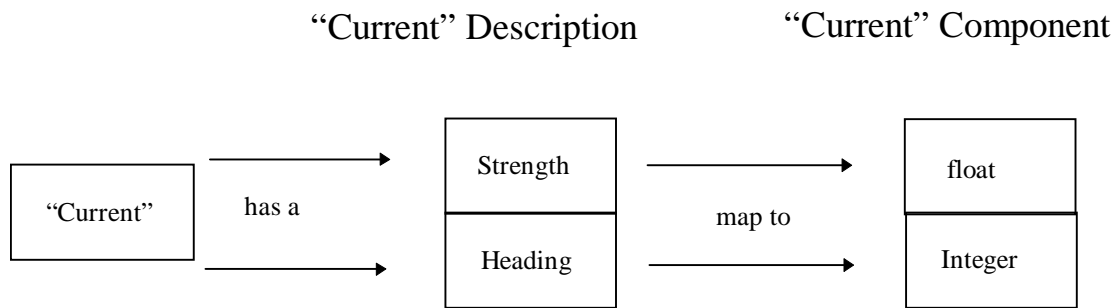 “Current” Description
“Current” Component
Strength
float
“Current”
has a
map to
Heading
Integer